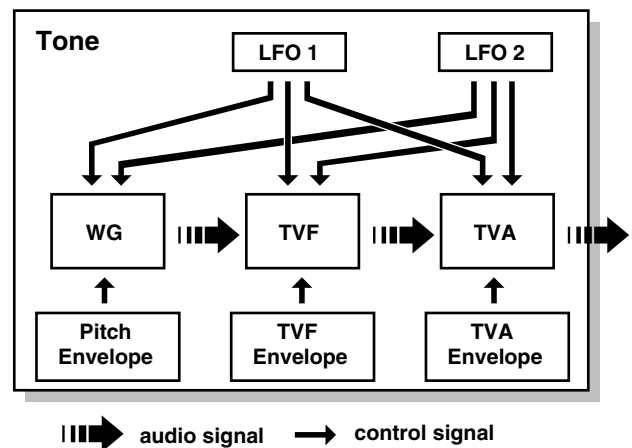 Tone
LFO 1
LFO 2
WG
TVF
TVA
Pitch
Envelope
TVF
Envelope
TVA
Envelope
audio signal
control signal